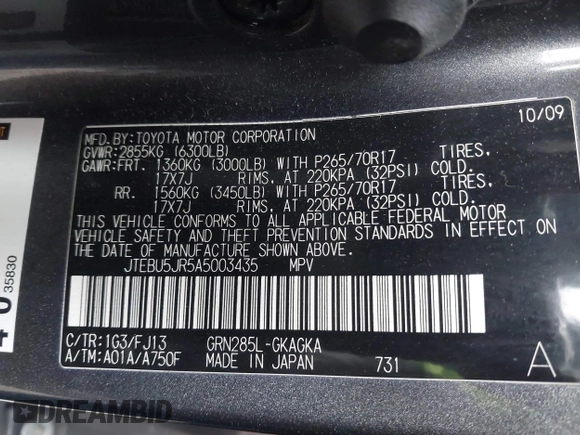 10/09
MFD.BY:TOYOTA MOTOR CORPORATION
GVWR:2855KG (6300LB)
GAWR:FRT. 1360KG (3000LB) WITH P265/70R17 TIRES,
17X7J RIMS, AT 220KPA (32PSI) COLD.
RR. 1560KG (3450LB) WITH P265/70R17 TIRES,
17X7J RIMS, AT 220KPA (32PSI) COLD.
THIS VEHICLE CONFORMS TO ALL APPLICABLE FEDERAL MOTOR
VEHICLE SAFETY AND THEFT PREVENTION STANDARDS IN EFFECT ON
THE DATE OF MANUFACTURE SHOWN ABOVE.
JTEBU5JR5A5003435 MPV
C/TR:1G3/FJ13 GRN285L-GKAGKA
A/TM:A01A/A750F MADE IN JAPAN 731 A
35830
DREAMBID